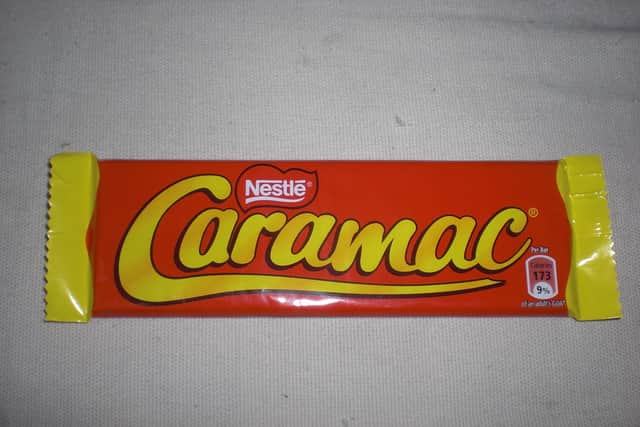 Nestlé®
Caramac®
Per Bar
Calories
173
9%
of an adult's GDA*